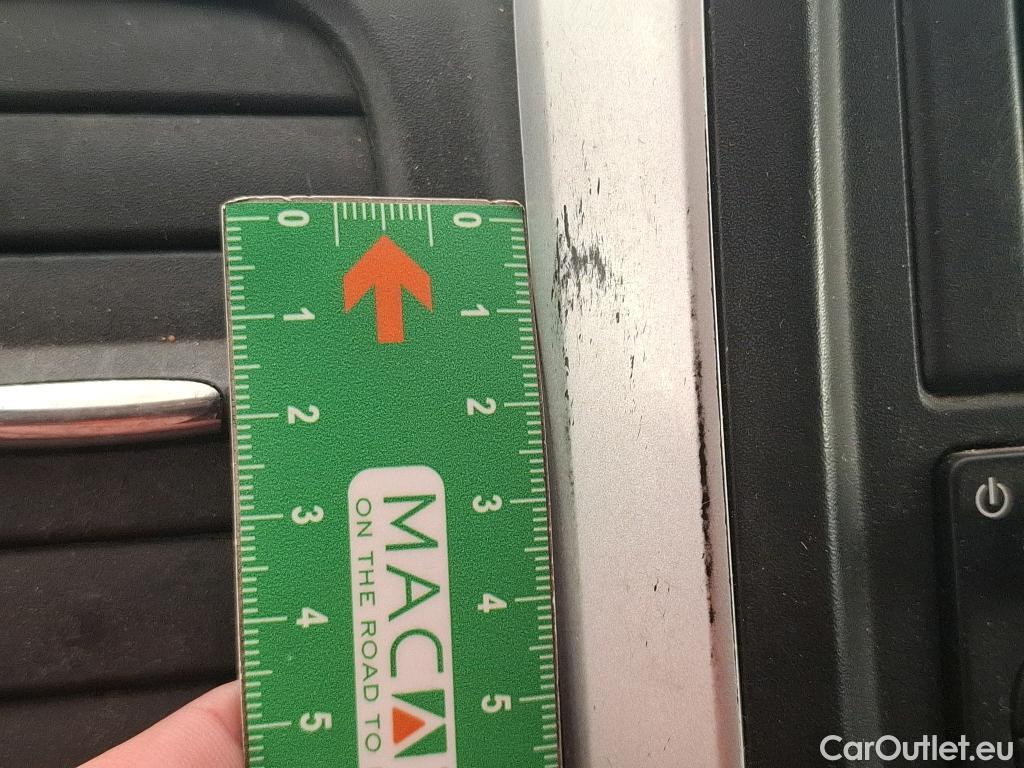 0 0
1 1
2 2
3 3
4 4
5 5
MAC
ON THE ROAD TO
CarOutlet.eu